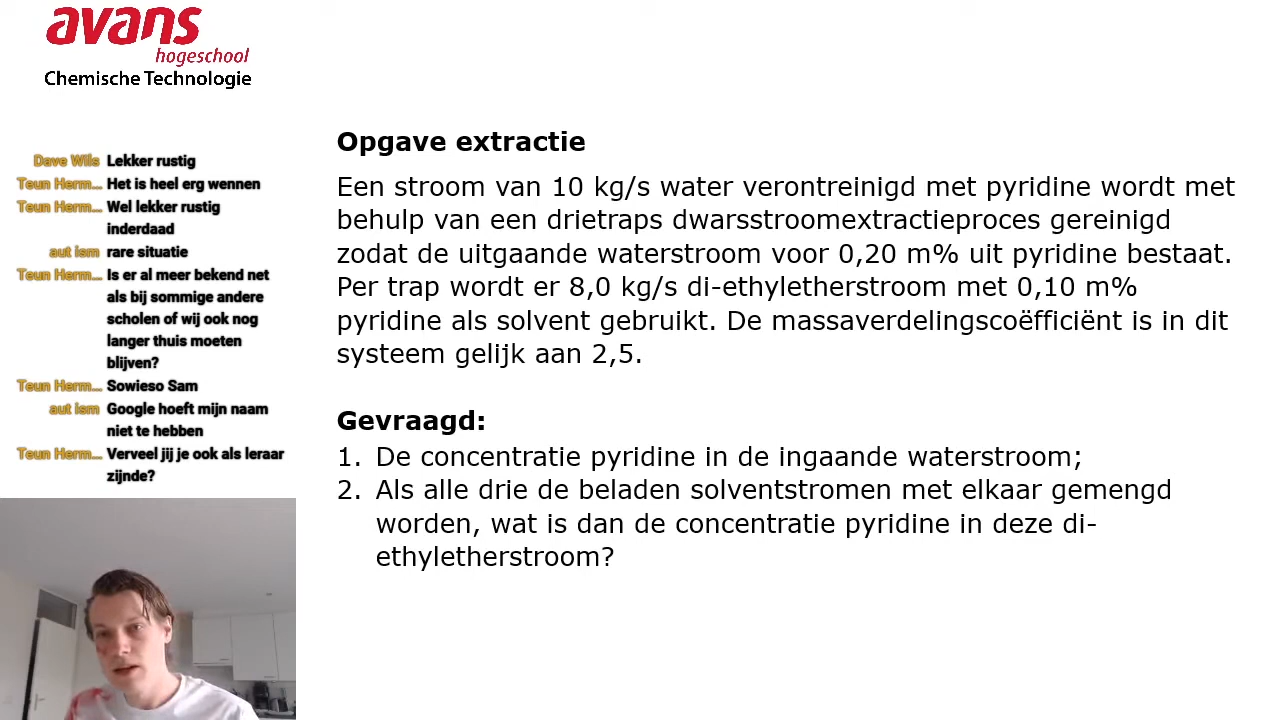 avans
hogeschool
Chemische Technologie
Dave Wils Lekker rustig
Teun Herm... Het is heel erg wennen
Teun Herm... Wel lekker rustig
inderdaad
aut ism rare situatie
Teun Herm... Is er al meer bekend net
als bij sommige andere
scholen of wij ook nog
langer thuis moeten
blijven?
Teun Herm... Sowieso Sam
aut ism Google hoeft mijn naam
niet te hebben
Teun Herm... Verveel jij je ook als leraar
zijnde?
Opgave extractie
Een stroom van 10 kg/s water verontreinigd met pyridine wordt met
behulp van een drietraps dwarsstroomextractieproces gereinigd
zodat de uitgaande waterstroom voor 0,20 m% uit pyridine bestaat.
Per trap wordt er 8,0 kg/s di-ethyletherstroom met 0,10 m%
pyridine als solvent gebruikt. De massaverdelingscoëfficiënt is in dit
systeem gelijk aan 2,5.
Gevraagd:
1. De concentratie pyridine in de ingaande waterstroom;
2. Als alle drie de beladen solventstromen met elkaar gemengd
worden, wat is dan de concentratie pyridine in deze di-
ethyletherstroom?